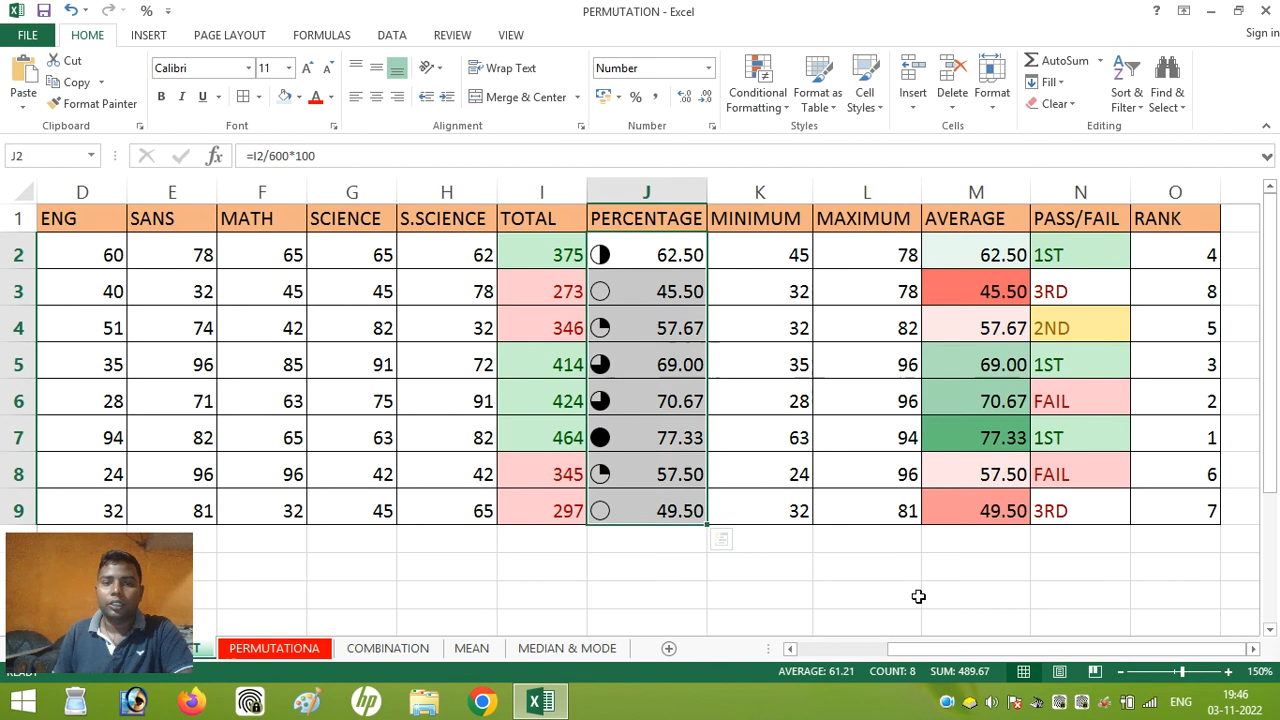 PERMUTATION - Excel
FILE HOME INSERT PAGE LAYOUT FORMULAS DATA REVIEW VIEW Sign in
Cut
Copy
Format Painter
Paste
Clipboard
Calibri 11
B I U
Font
Wrap Text
Merge & Center
Alignment
Number
Number
Conditional Formatting
Format as Table
Cell Styles
Styles
Insert Delete Format
Cells
AutoSum
Fill
Clear
Sort & Filter
Find & Select
Editing
J2 fx =I2/600*100
D E F G H I J K L M N O
1 ENG SANS MATH SCIENCE S.SCIENCE TOTAL PERCENTAGE MINIMUM MAXIMUM AVERAGE PASS/FAIL RANK
2 60 78 65 65 62 375 62.50 45 78 62.50 1ST 4
3 40 32 45 45 78 273 45.50 32 78 45.50 3RD 8
4 51 74 42 82 32 346 57.67 32 82 57.67 2ND 5
5 35 96 85 91 72 414 69.00 35 96 69.00 1ST 3
6 28 71 63 75 91 424 70.67 28 96 70.67 FAIL 2
7 94 82 65 63 82 464 77.33 63 94 77.33 1ST 1
8 24 96 96 42 42 345 57.50 24 96 57.50 FAIL 6
9 32 81 32 45 65 297 49.50 32 81 49.50 3RD 7
PERMUTATIONA COMBINATION MEAN MEDIAN & MODE
AVERAGE: 61.21 COUNT: 8 SUM: 489.67 150%
ENG
19:46
03-11-2022